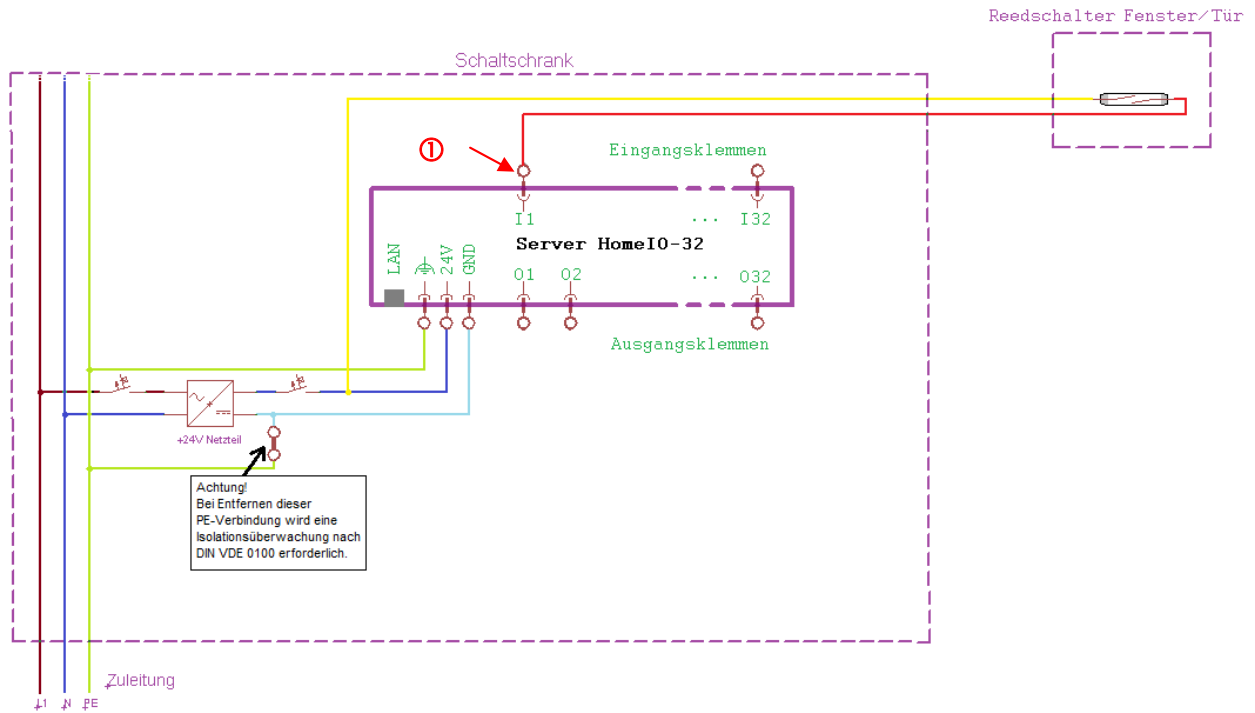 Reedschalter Fenster/Tür
Schaltschrank
①
Eingangsklemmen
I1 ... I32
Server HomeIO-32
LAN 24V GND
O1 O2 ... O32
Ausgangsklemmen
+24V Netzteil
Achtung!
Bei Entfernen dieser
PE-Verbindung wird eine
Isolationsüberwachung nach
DIN VDE 0100 erforderlich.
Zuleitung
L1 N PE